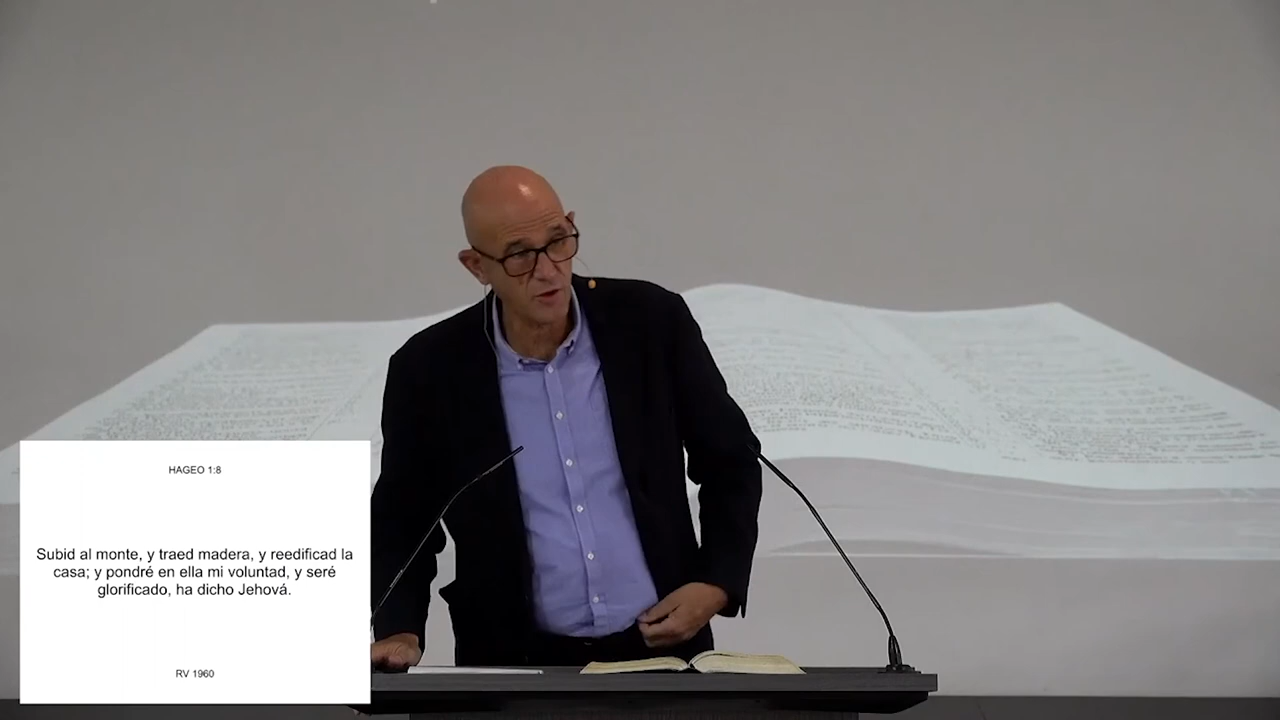 HAGEO 1:8
Subid al monte, y traed madera, y reedificad la
casa; y pondré en ella mi voluntad, y seré
glorificado, ha dicho Jehová.
RV 1960